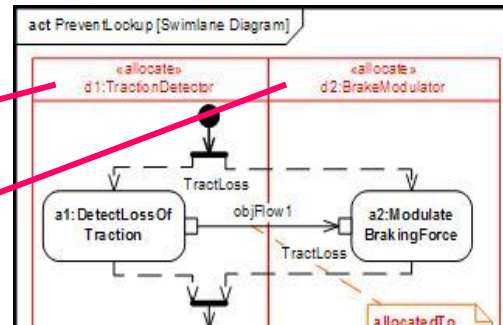 act PreventLockup [Swimlane Diagram]
«allocate»
d1:TractionDetector
«allocate»
d2:BrakeModulator
TractLoss
a1:DetectLossOf
Traction
objFlow1
a2:Modulate
BrakingForce
TractLoss
allocatedTo